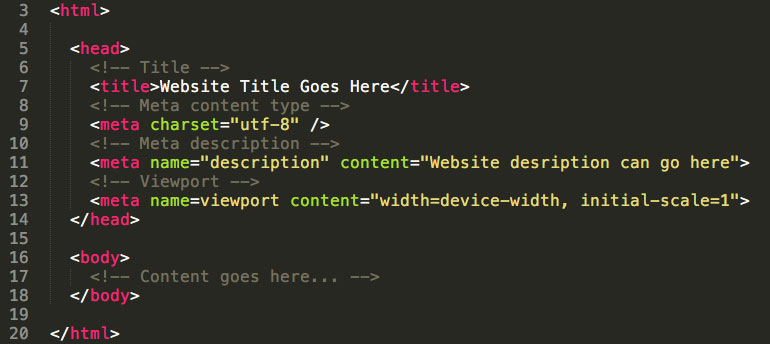 3 <html>
4
5 <head>
6 <!-- Title -->
7 <title>Website Title Goes Here</title>
8 <!-- Meta content type -->
9 <meta charset="utf-8" />
10 <!-- Meta description -->
11 <meta name="description" content="Website desription can go here">
12 <!-- Viewport -->
13 <meta name=viewport content="width=device-width, initial-scale=1">
14 </head>
15
16 <body>
17 <!-- Content goes here... -->
18 </body>
19
20 </html>